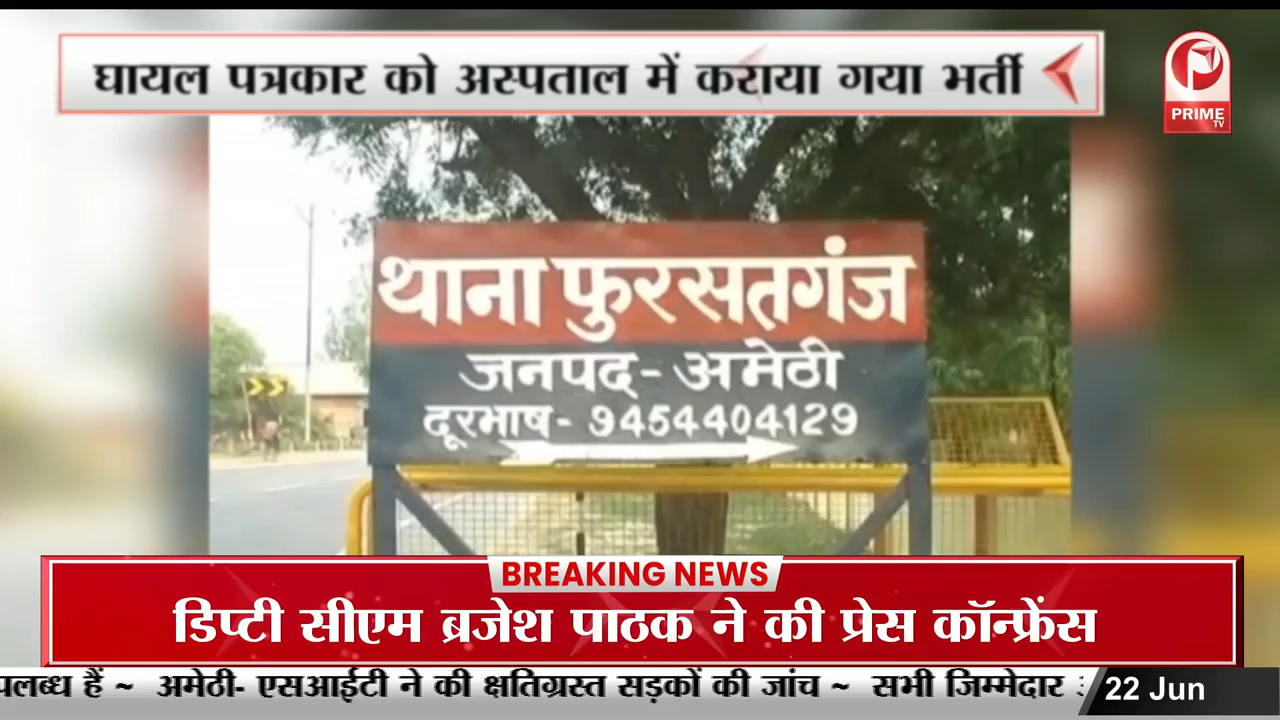 घायल पत्रकार को अस्पताल में कराया गया भर्ती
PRIME
TV
थाना फुरसतगंज
जनपद - अमेठी
दूरभाष - 9454404129
BREAKING NEWS
डिप्टी सीएम ब्रजेश पाठक ने की प्रेस कॉन्फ्रेंस
हैं ~ अमेठी- एसआईटी ने की क्षतिग्रस्त सड़कों की जांच ~ सभी जिम्मेदार
22 Jun